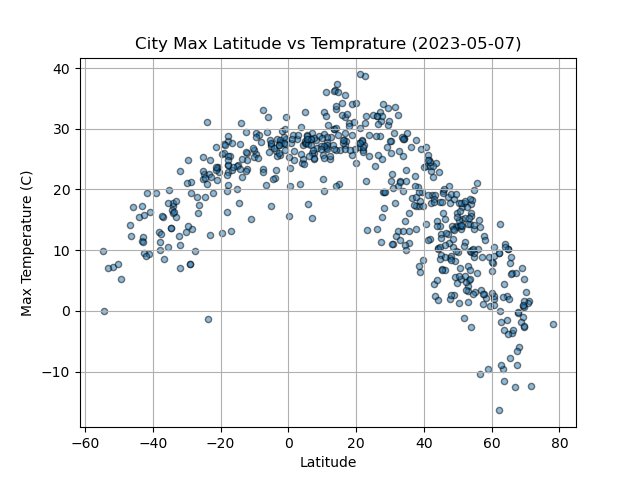 City Max Latitude vs Temprature (2023-05-07)
40
30
20
10
0
−10
Max Temperature (C)
−60 −40 −20 0 20 40 60 80
Latitude